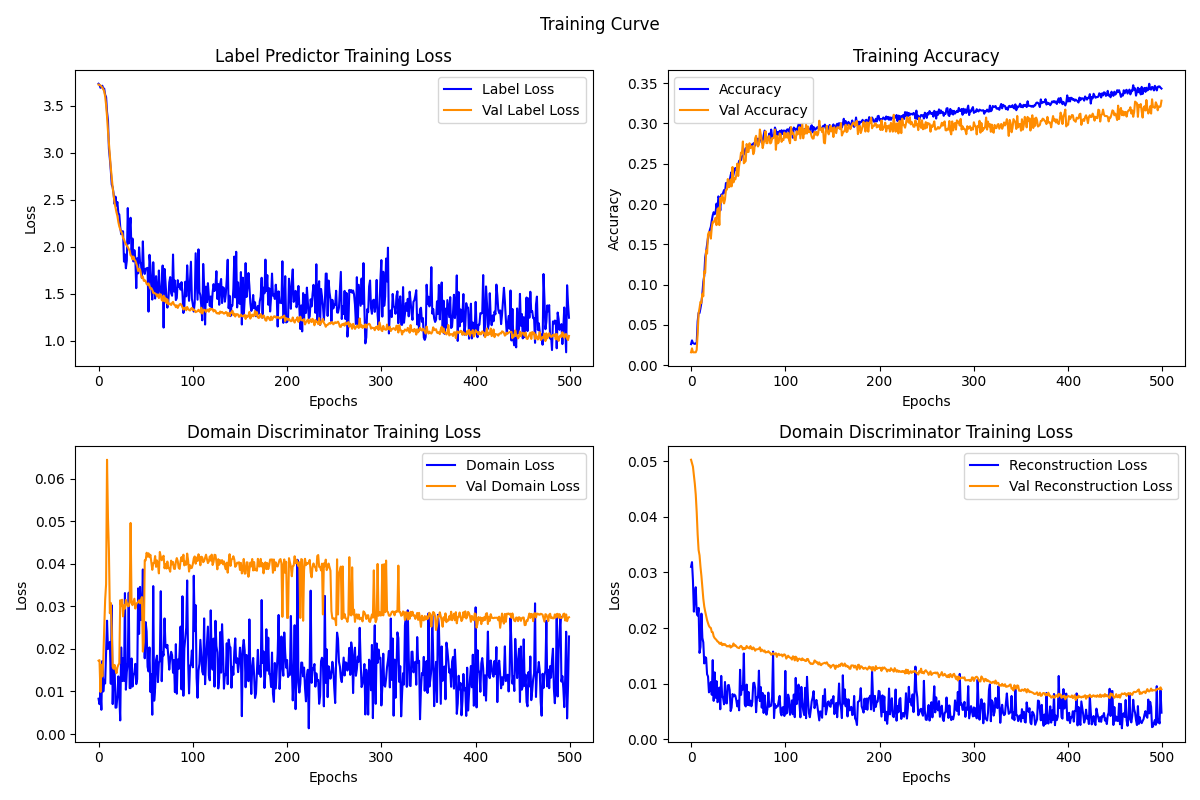 Training Curve
Label Predictor Training Loss
Label Loss
Val Label Loss
Loss
3.5
3.0
2.5
2.0
1.5
1.0
0
100
200
300
400
500
Epochs
Training Accuracy
Accuracy
Val Accuracy
Accuracy
0.35
0.30
0.25
0.20
0.15
0.10
0.05
0.00
0
100
200
300
400
500
Epochs
Domain Discriminator Training Loss
Domain Loss
Val Domain Loss
Loss
0.06
0.05
0.04
0.03
0.02
0.01
0.00
0
100
200
300
400
500
Epochs
Domain Discriminator Training Loss
Reconstruction Loss
Val Reconstruction Loss
Loss
0.05
0.04
0.03
0.02
0.01
0.00
0
100
200
300
400
500
Epochs